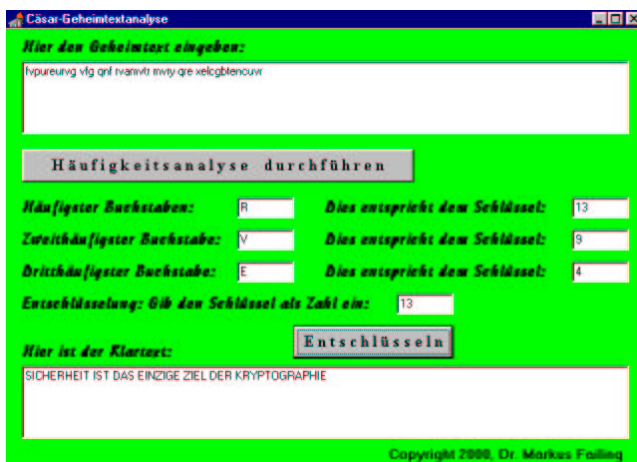 Cäsar-Geheimtextanalyse
Hier den Geheimtext eingeben:
fvpureurvg vfg qnf rvamvtr mvry qre xelcgbtencuvr
Häufigkeitsanalyse durchführen
Häufigster Buchstaben: R Dies entspricht dem Schlüssel: 13
Zweithäufigster Buchstabe: V Dies entspricht dem Schlüssel: 9
Dritthäufigster Buchstabe: E Dies entspricht dem Schlüssel: 4
Entschlüsselung: Gib den Schlüssel als Zahl ein: 13
Entschlüsseln
Hier ist der Klartext:
SICHERHEIT IST DAS EINZIGE ZIEL DER KRYPTOGRAPHIE
Copyright 2000, Dr. Markus Failing